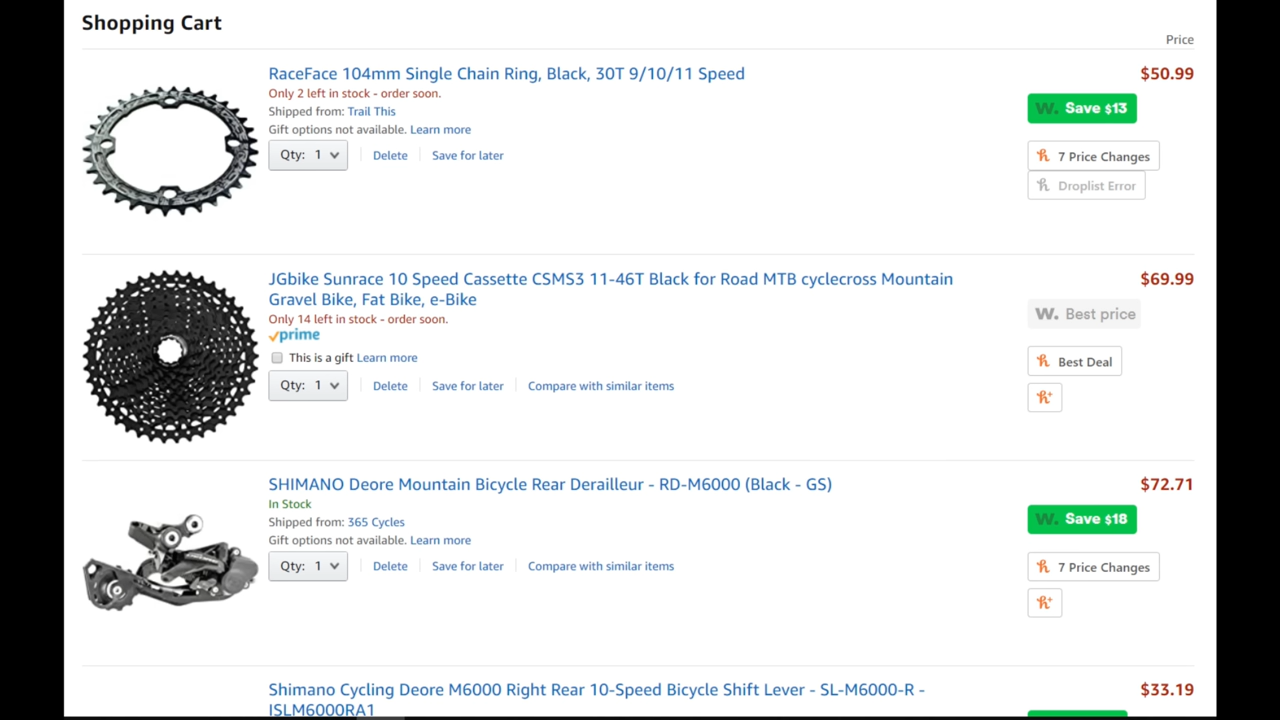 Shopping Cart
Price
RaceFace 104mm Single Chain Ring, Black, 30T 9/10/11 Speed
$50.99
Only 2 left in stock - order soon.
Shipped from: Trail This
Gift options not available. Learn more
Qty: 1
Delete
Save for later
W. Save $13
7 Price Changes
Droplist Error
JGbike Sunrace 10 Speed Cassette CSMS3 11-46T Black for Road MTB cyclecross Mountain
Gravel Bike, Fat Bike, e-Bike
$69.99
Only 14 left in stock - order soon.
prime
This is a gift Learn more
Qty: 1
Delete
Save for later
Compare with similar items
W. Best price
Best Deal
SHIMANO Deore Mountain Bicycle Rear Derailleur - RD-M6000 (Black - GS)
$72.71
In Stock
Shipped from: 365 Cycles
Gift options not available. Learn more
Qty: 1
Delete
Save for later
Compare with similar items
W. Save $18
7 Price Changes
Shimano Cycling Deore M6000 Right Rear 10-Speed Bicycle Shift Lever - SL-M6000-R -
ISLM6000RA1
$33.19